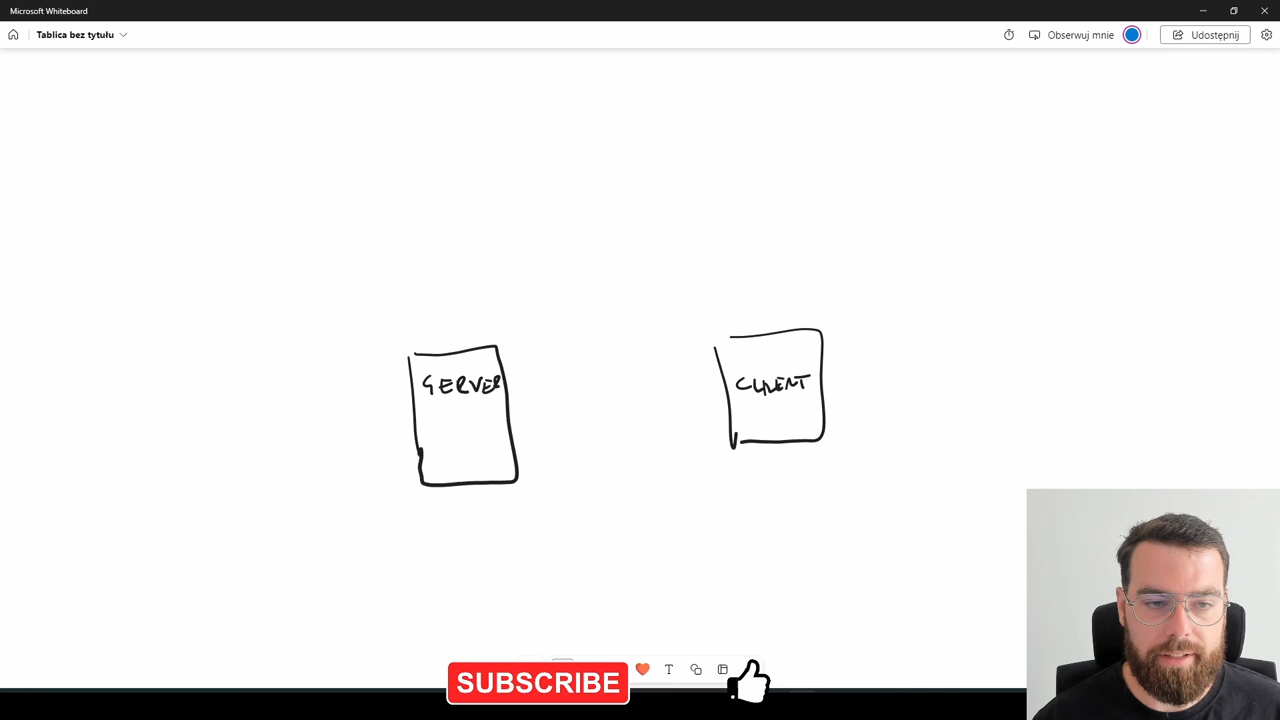 Microsoft Whiteboard
Tablica bez tytułu
Obserwuj mnie
Udostępnij
SERVER
CLIENT
T
SUBSCRIBE